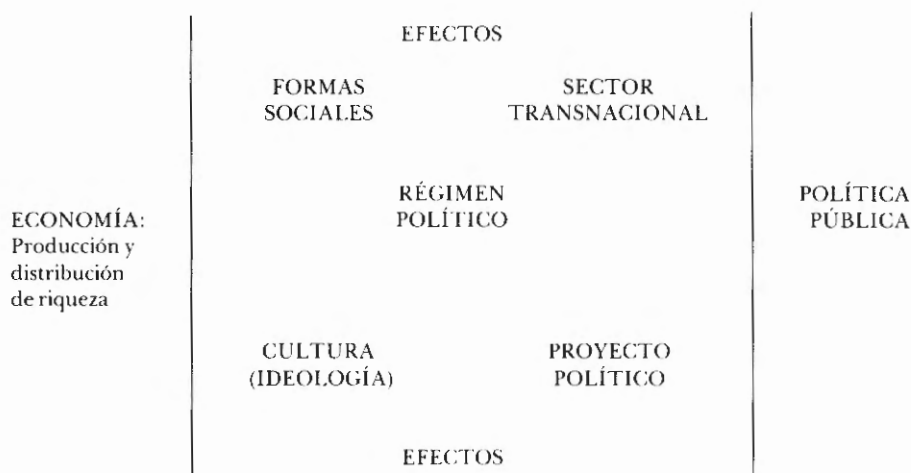 EFECTOS
FORMAS
SOCIALES
SECTOR
TRANSNACIONAL
ECONOMÍA:
Producción y
distribución
de riqueza
RÉGIMEN
POLÍTICO
POLÍTICA
PÚBLICA
CULTURA
(IDEOLOGÍA)
PROYECTO
POLÍTICO
EFECTOS